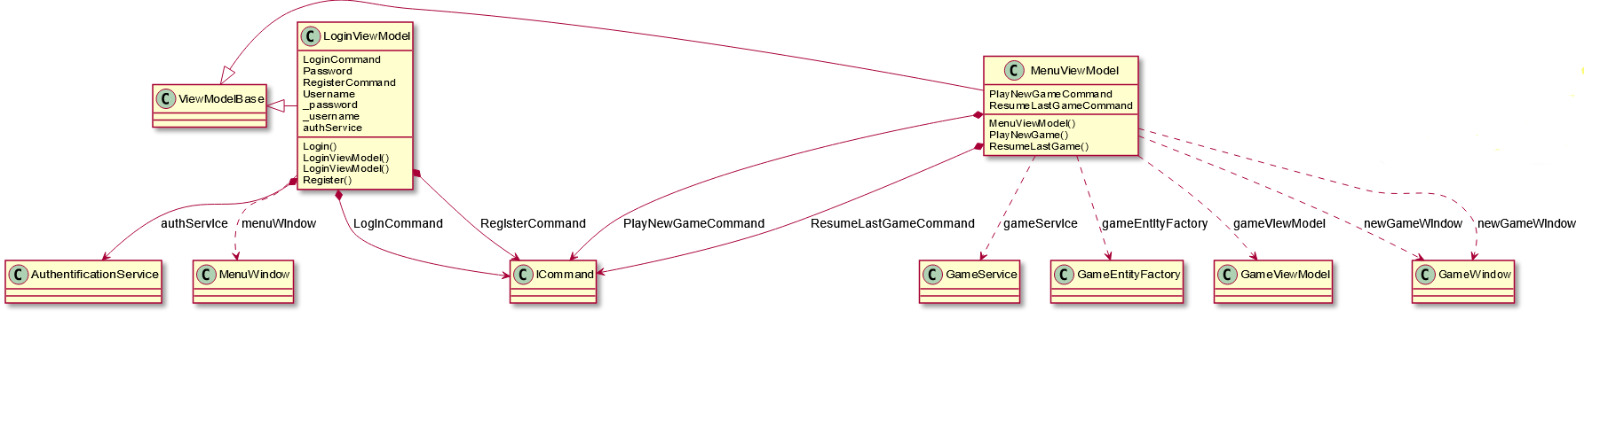 C LoginViewModel
LoginCommand
Password
RegisterCommand
Username
_password
_username
authService
Login()
LoginViewModel()
LoginViewModel()
Register()
C MenuViewModel
PlayNewGameCommand
ResumeLastGameCommand
MenuViewModel()
PlayNewGame()
ResumeLastGame()
C ViewModelBase
authService
menuWindow
LoginCommand
RegisterCommand
PlayNewGameCommand
ResumeLastGameCommand
gameService
gameEntityFactory
gameViewModel
newGameWindow
newGameWindow
C AuthentificationService
C MenuWindow
C ICommand
C GameService
C GameEntityFactory
C GameViewModel
C GameWindow